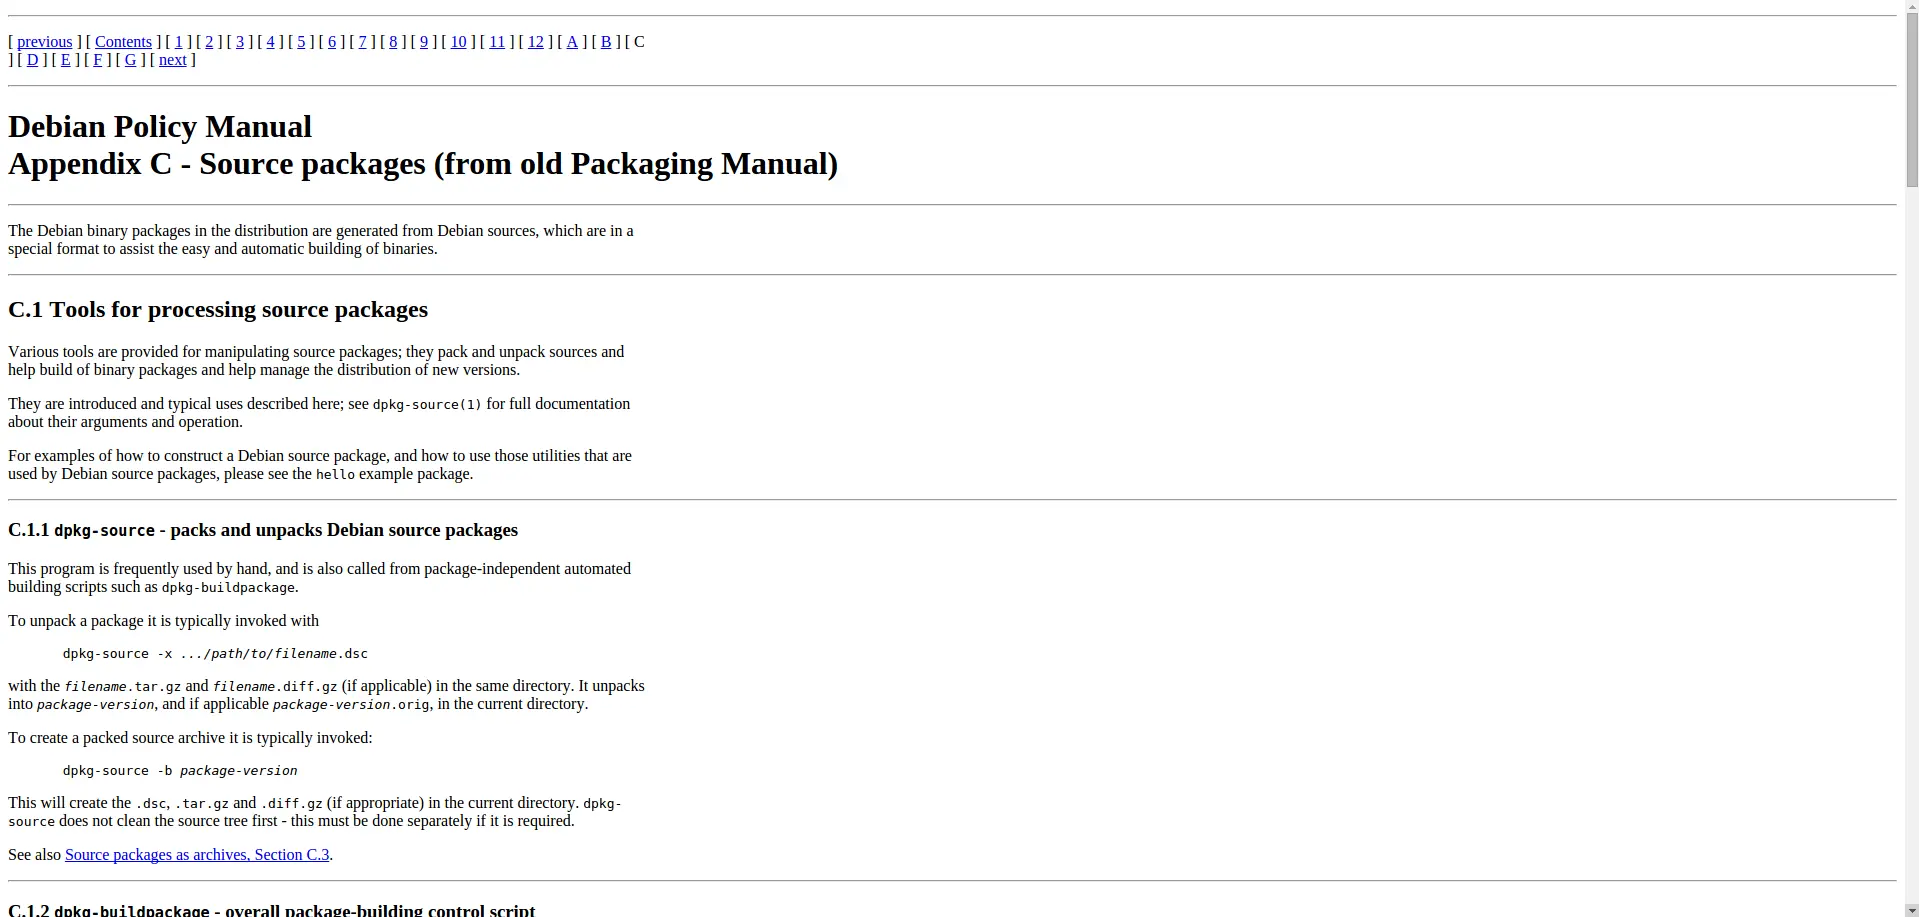 [ previous ] [ Contents ] [ 1 ] [ 2 ] [ 3 ] [ 4 ] [ 5 ] [ 6 ] [ 7 ] [ 8 ] [ 9 ] [ 10 ] [ 11 ] [ 12 ] [ A ] [ B ] [ C
] [ D ] [ E ] [ F ] [ G ] [ next ]
Debian Policy Manual
Appendix C - Source packages (from old Packaging Manual)
The Debian binary packages in the distribution are generated from Debian sources, which are in a
special format to assist the easy and automatic building of binaries.
C.1 Tools for processing source packages
Various tools are provided for manipulating source packages; they pack and unpack sources and
help build of binary packages and help manage the distribution of new versions.
They are introduced and typical uses described here; see dpkg-source(1) for full documentation
about their arguments and operation.
For examples of how to construct a Debian source package, and how to use those utilities that are
used by Debian source packages, please see the hello example package.
C.1.1 dpkg-source - packs and unpacks Debian source packages
This program is frequently used by hand, and is also called from package-independent automated
building scripts such as dpkg-buildpackage.
To unpack a package it is typically invoked with
dpkg-source -x .../path/to/filename.dsc
with the filename.tar.gz and filename.diff.gz (if applicable) in the same directory. It unpacks
into package-version, and if applicable package-version.orig, in the current directory.
To create a packed source archive it is typically invoked:
dpkg-source -b package-version
This will create the .dsc, .tar.gz and .diff.gz (if appropriate) in the current directory. dpkg-
source does not clean the source tree first - this must be done separately if it is required.
See also Source packages as archives, Section C.3.
C.1.2 dpkg-buildpackage - overall package-building control script